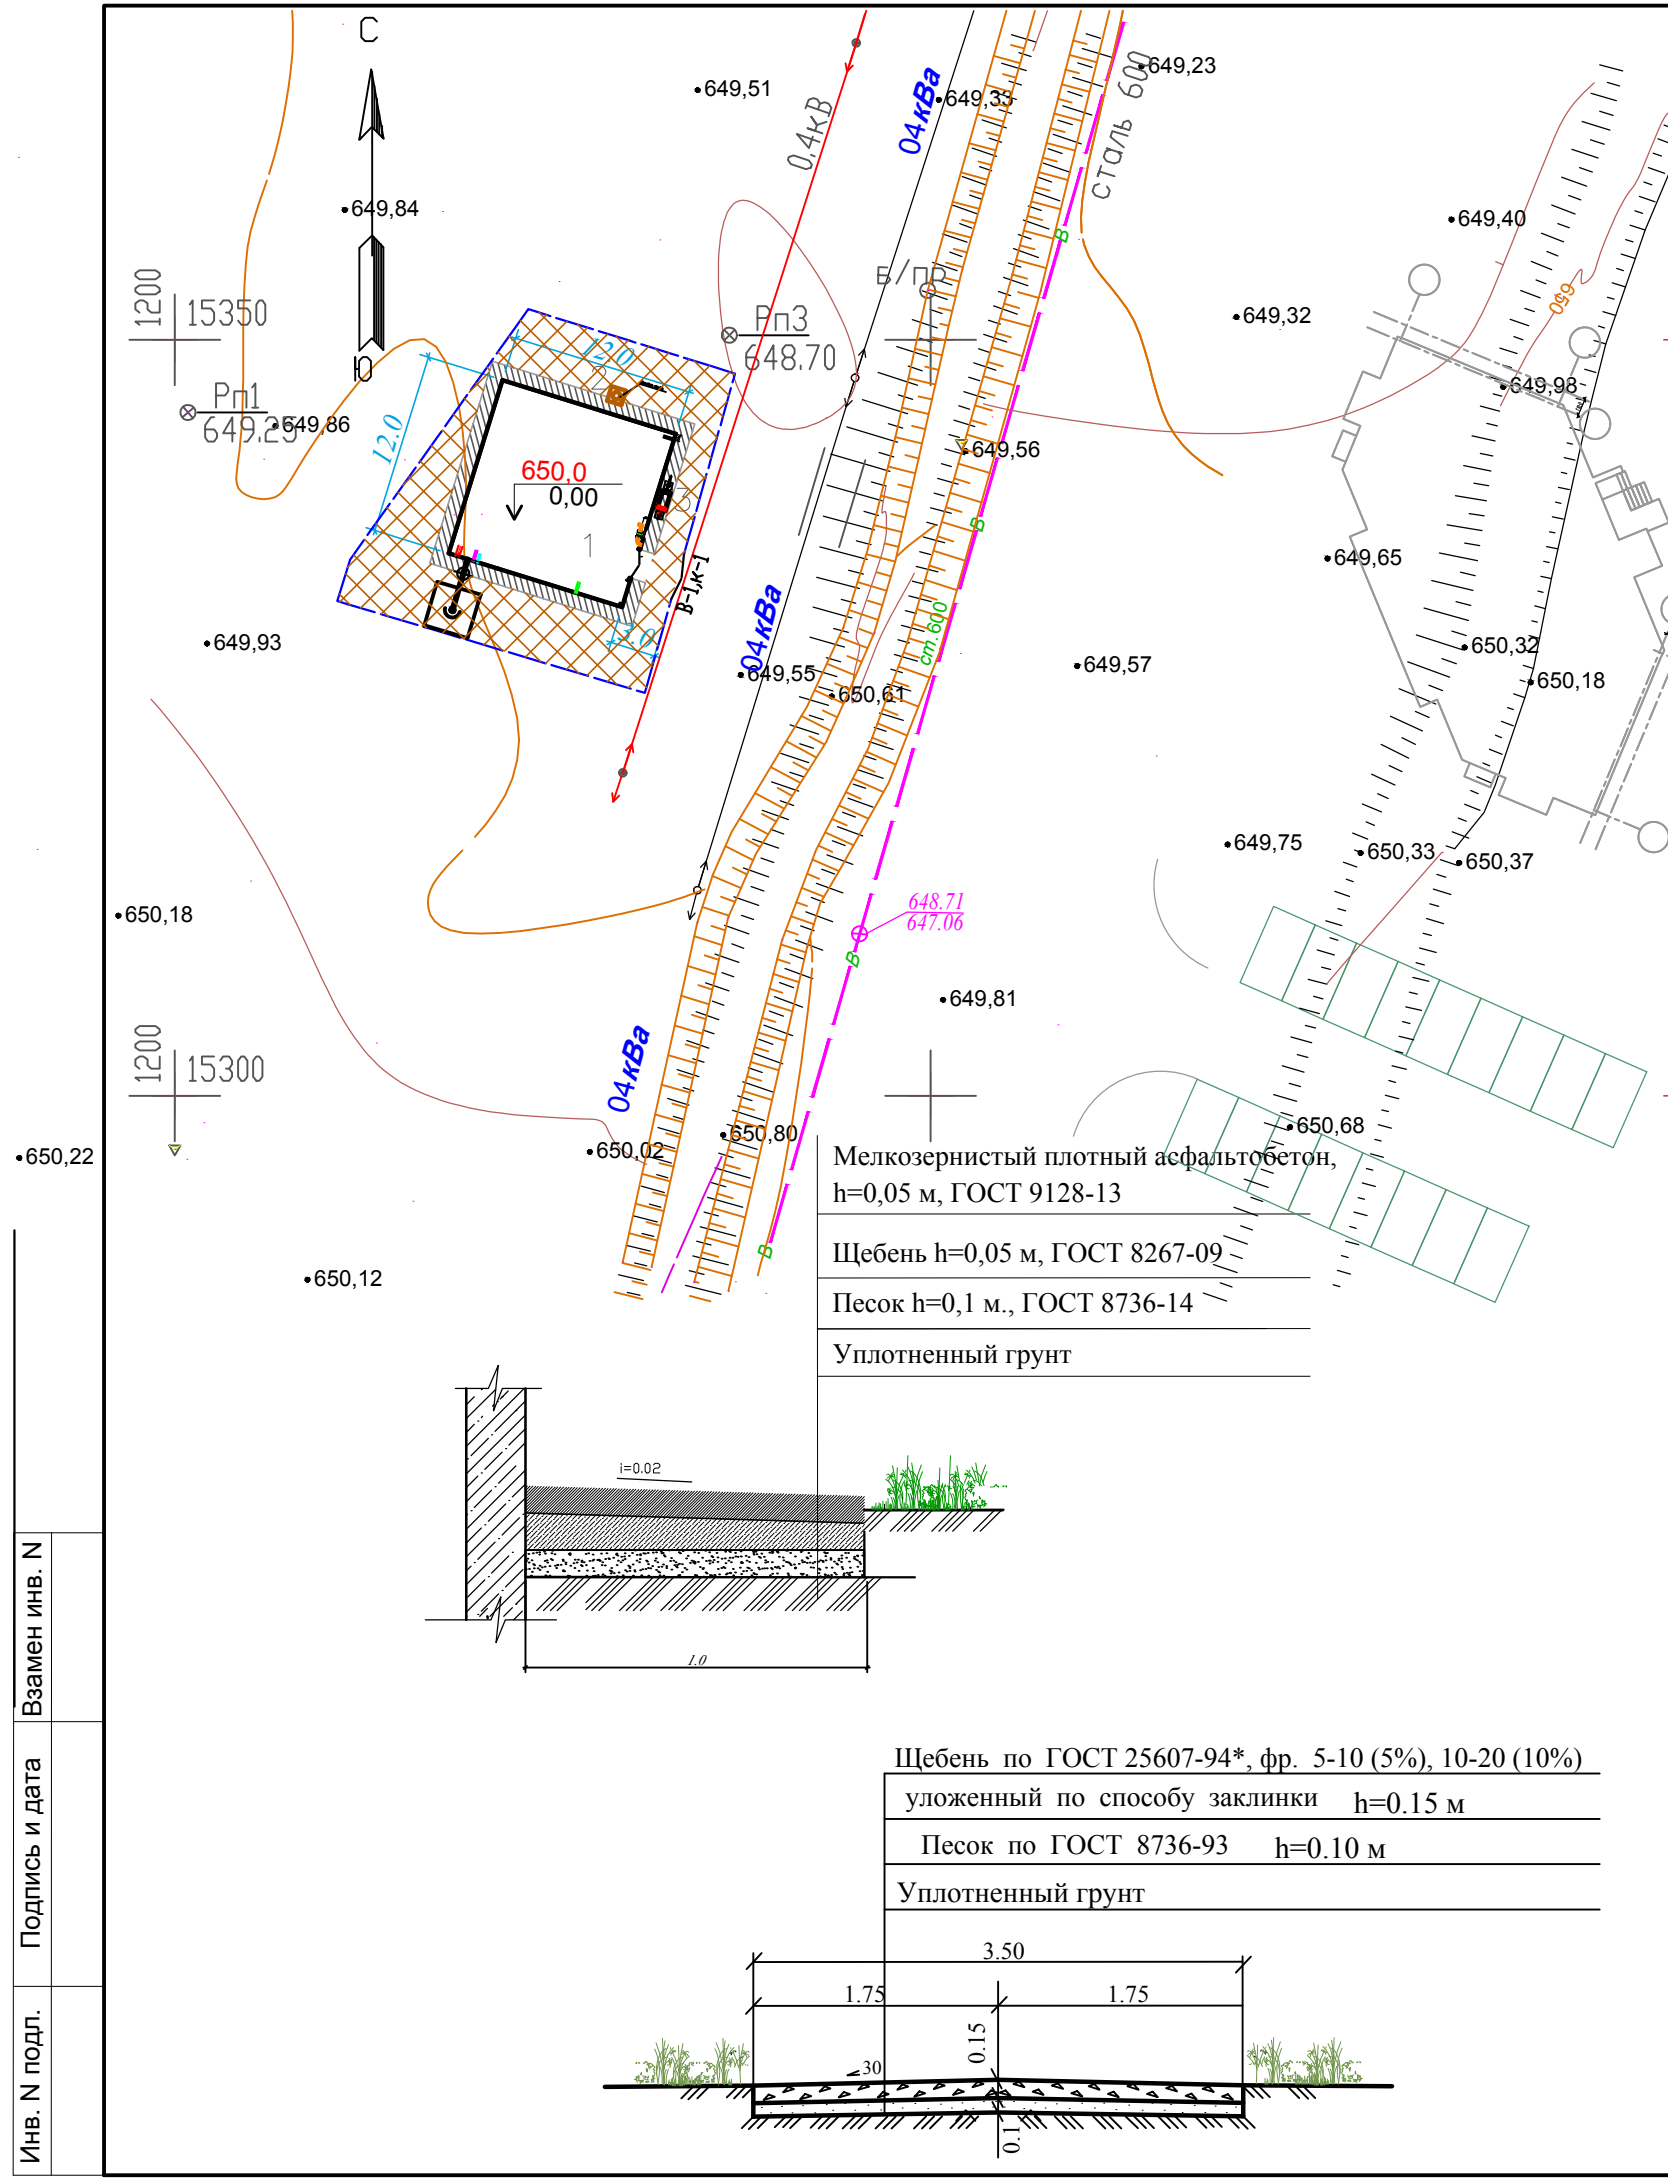 С
649,51
0.4кВ
04кВа
649,33
сталь 600
649,23
649,84
649,40
В
1200
15350
Б/ПР
Рп3
648.70
649,32
650
Ю
12.0
2
Рп1
649.25
649,86
12.0
649,98
649,56
650,0
0,00
3
1
В
649,65
В-1,к-1
04кВа
ст.600
649,93
3.0
649,55
650,61
649,57
650,32
650,18
649,75
650,33
650,37
650,18
648.71
647.06
В
649,81
1200
15300
04кВа
650,22
650,02
650,80
650,68
Мелкозернистый плотный асфальтобетон,
h=0,05 м, ГОСТ 9128-13
В
Щебень h=0,05 м, ГОСТ 8267-09
650,12
Песок h=0,1 м., ГОСТ 8736-14
Уплотненный грунт
i=0.02
1.0
Щебень по ГОСТ 25607-94*, фр. 5-10 (5%), 10-20 (10%)
уложенный по способу заклинки h=0.15 м
Песок по ГОСТ 8736-93 h=0.10 м
Уплотненный грунт
3.50
1.75
1.75
0.15
30
0.1
Взамен инв. N
Подпись и дата
Инв. N подл.